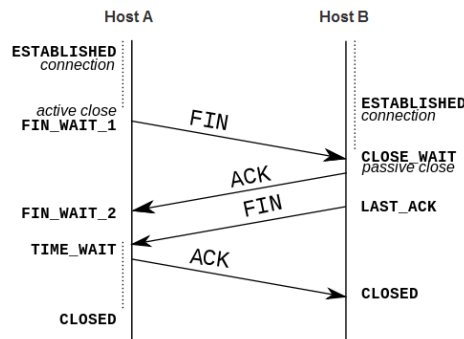 Host A
Host B
ESTABLISHED
connection
active close
FIN_WAIT_1
FIN
ESTABLISHED
connection
CLOSE_WAIT
passive close
ACK
FIN_WAIT_2
FIN
LAST_ACK
TIME_WAIT
ACK
CLOSED
CLOSED